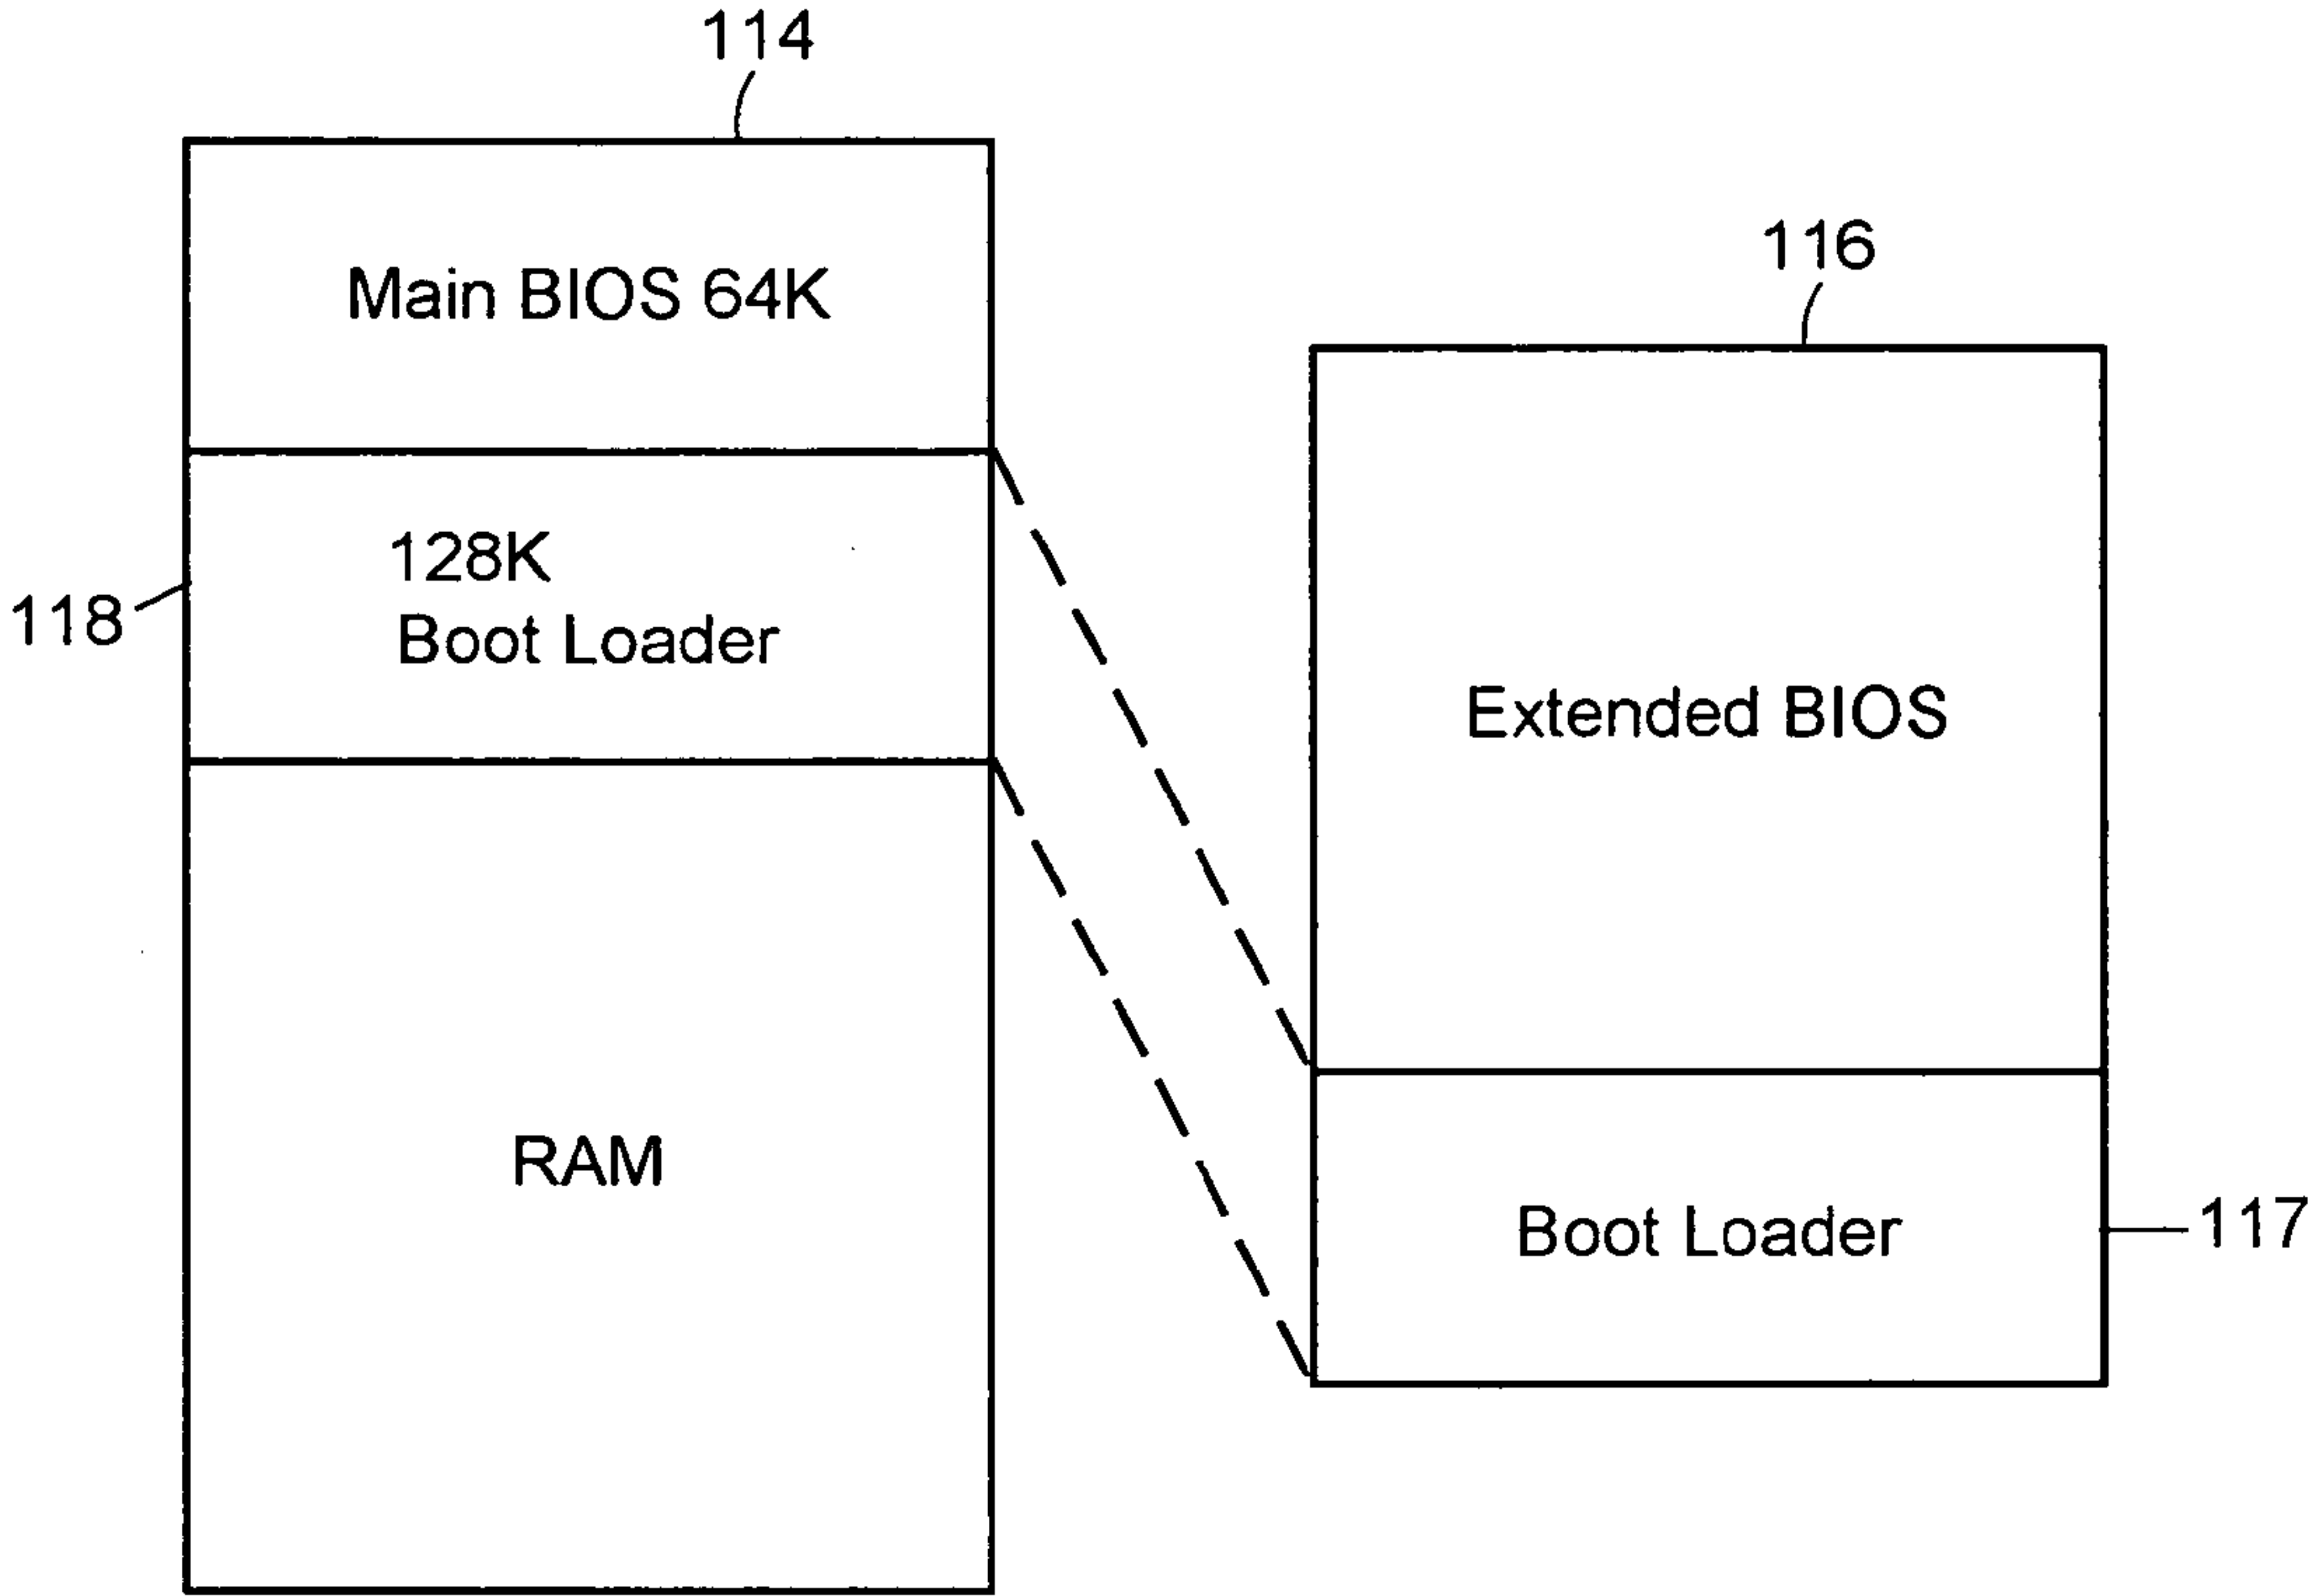 114
Main BIOS 64K
116
128K
Boot Loader
118
Extended BIOS
RAM
Boot Loader
117